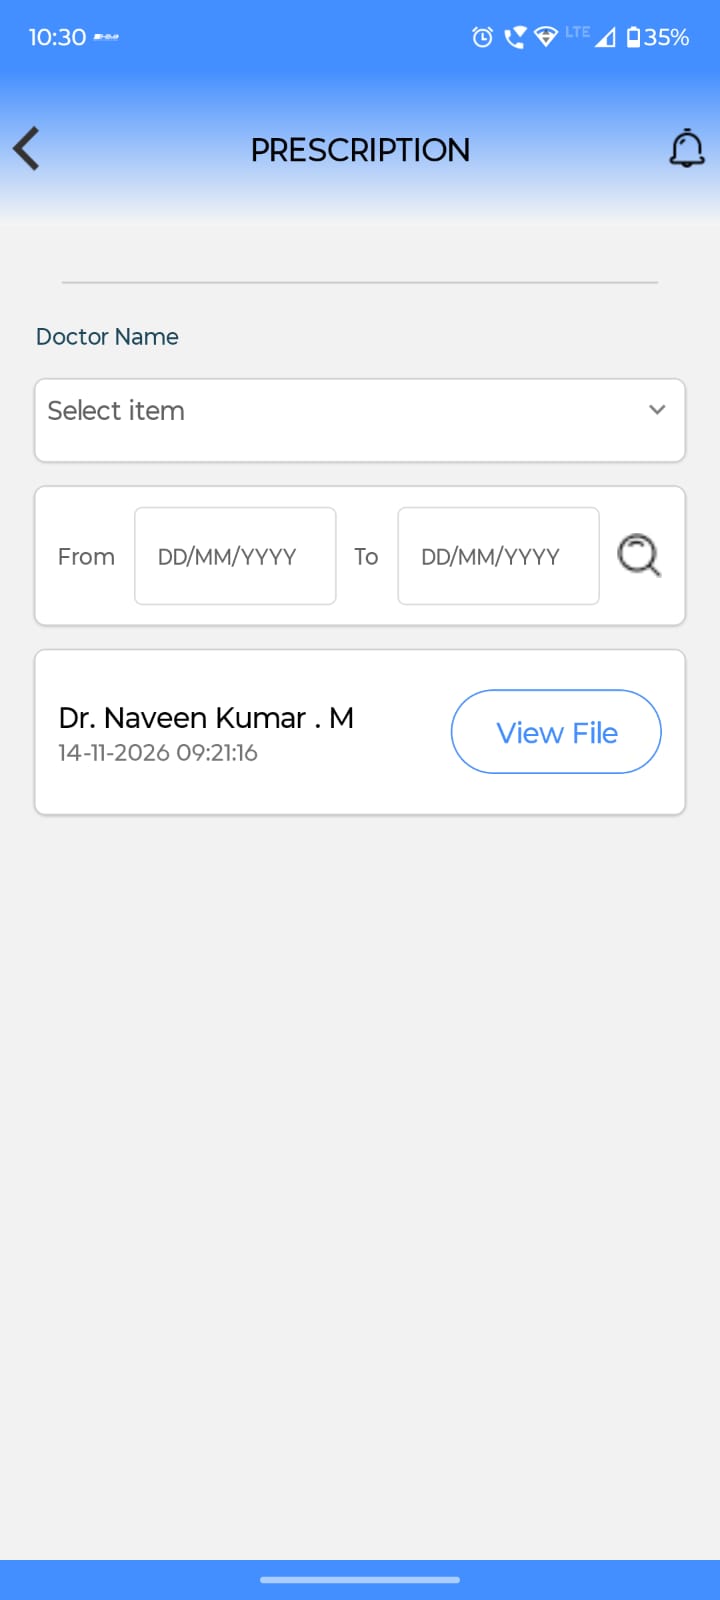 10:30
LTE 35%
PRESCRIPTION
Doctor Name
Select item
From DD/MM/YYYY To DD/MM/YYYY
Dr. Naveen Kumar . M
14-11-2026 09:21:16
View File